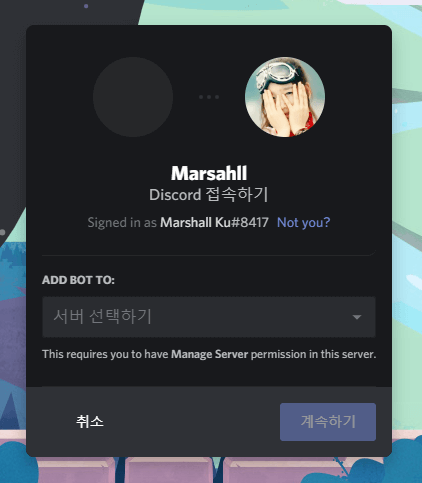 Marsahll
Discord 접속하기
Signed in as Marshall Ku#8417 Not you?
ADD BOT TO:
서버 선택하기
This requires you to have Manage Server permission in this server.
취소
계속하기